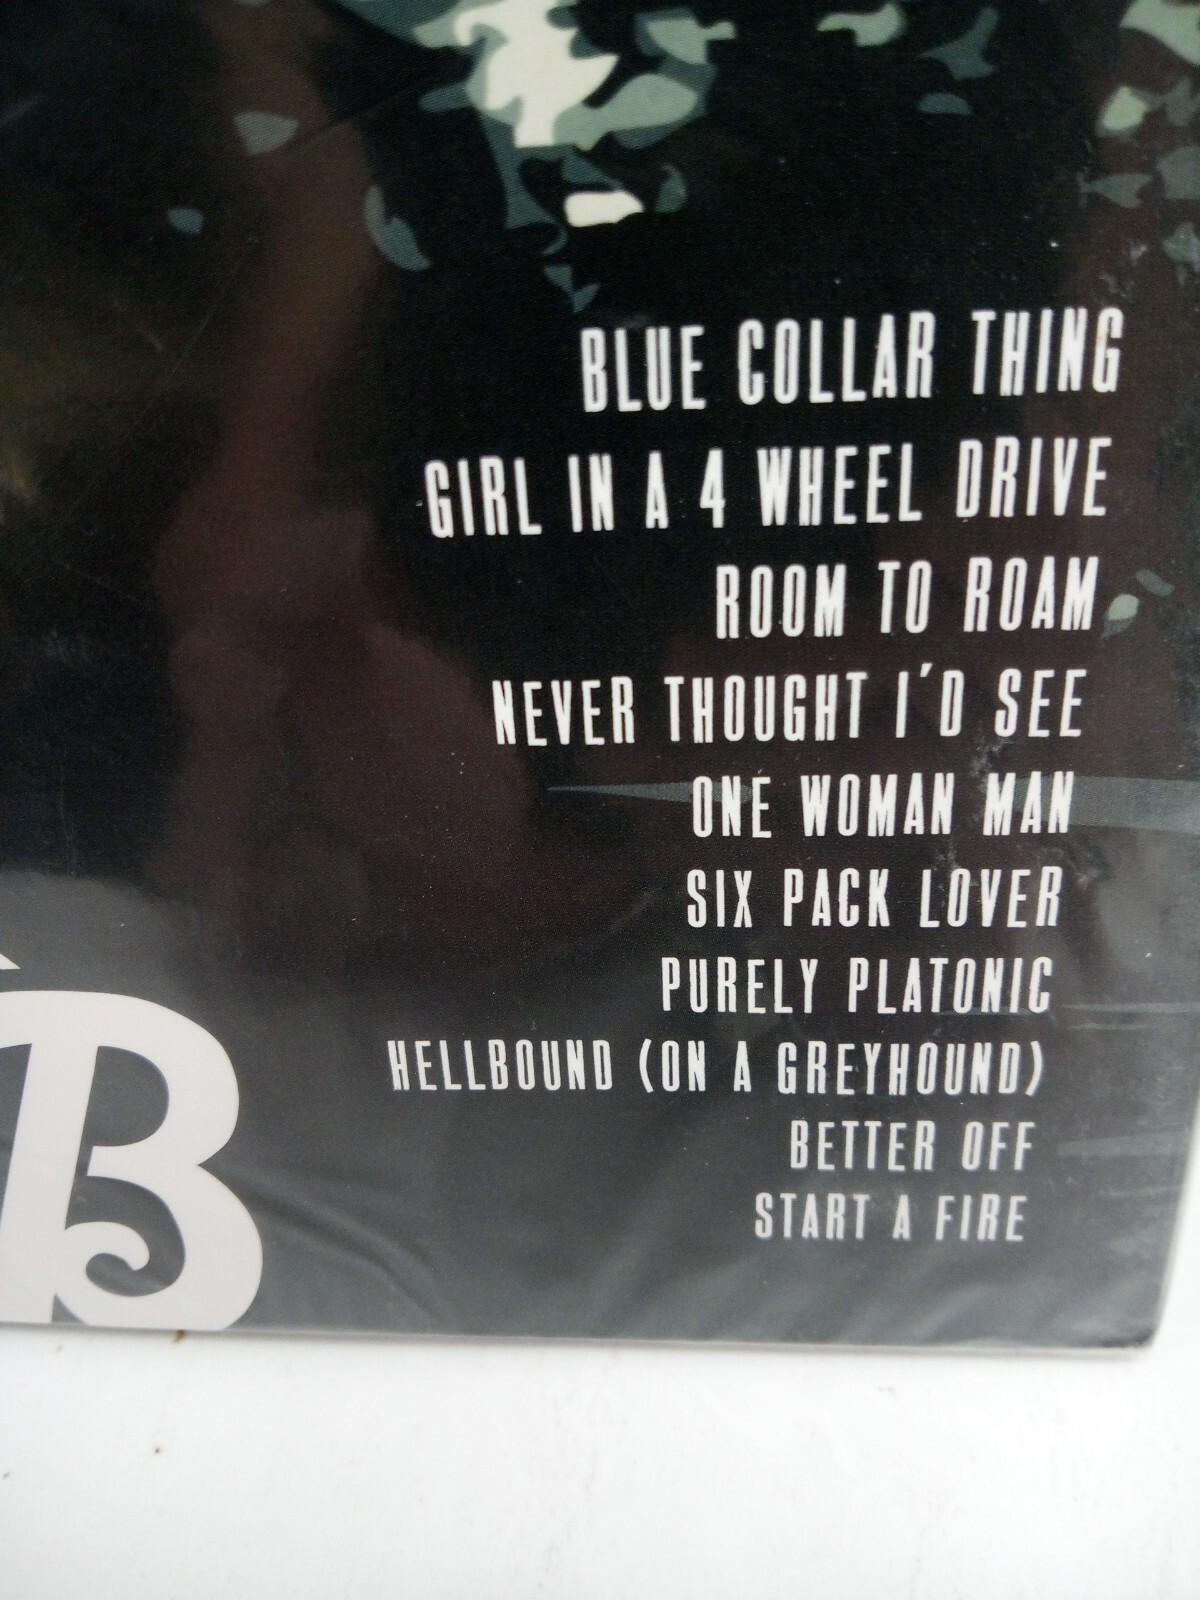 BLUE COLLAR THING
GIRL IN A 4 WHEEL DRIVE
ROOM TO ROAM
NEVER THOUGHT I'D SEE
ONE WOMAN MAN
SIX PACK LOVER
PURELY PLATONIC
HELLBOUND (ON A GREYHOUND)
BETTER OFF
START A FIRE
B